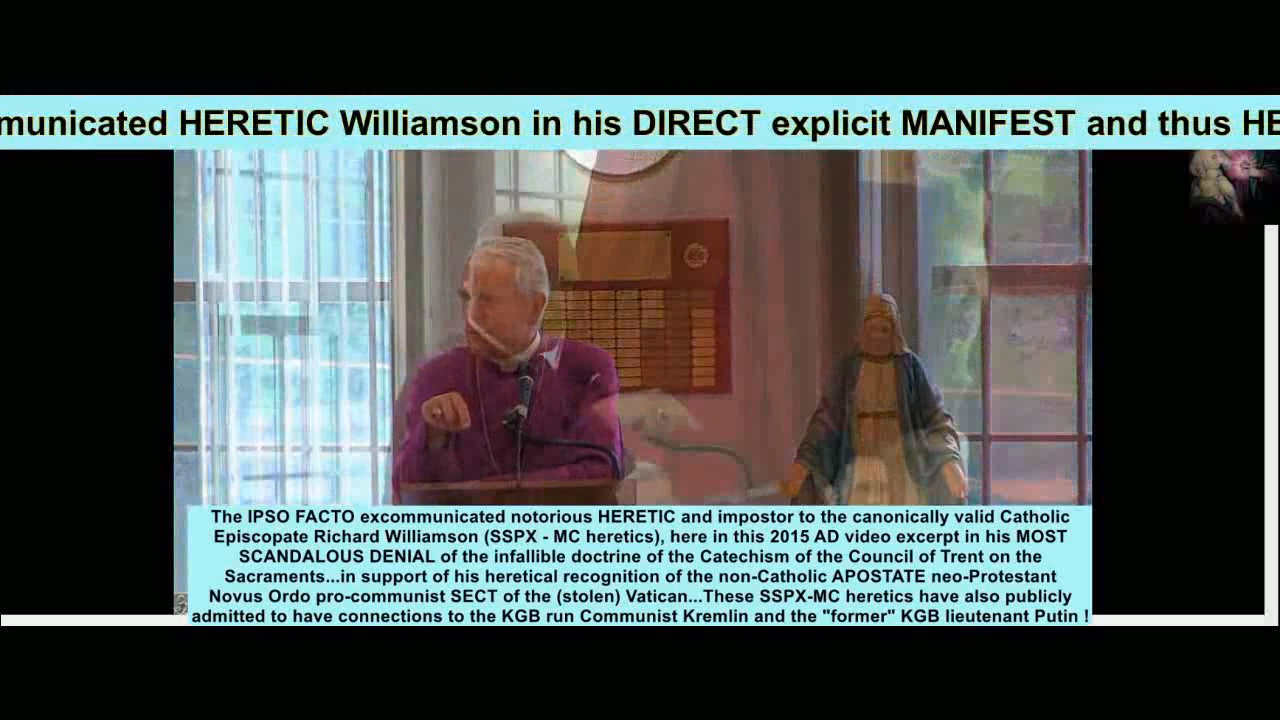 municated HERETIC Williamson in his DIRECT explicit MANIFEST and thus HE
The IPSO FACTO excommunicated notorious HERETIC and impostor to the canonically valid Catholic
Episcopate Richard Williamson (SSPX - MC heretics), here in this 2015 AD video excerpt in his MOST
SCANDALOUS DENIAL of the infallible doctrine of the Catechism of the Council of Trent on the
Sacraments...in support of his heretical recognition of the non-Catholic APOSTATE neo-Protestant
Novus Ordo pro-communist SECT of the (stolen) Vatican...These SSPX-MC heretics have also publicly
admitted to have connections to the KGB run Communist Kremlin and the "former" KGB lieutenant Putin !